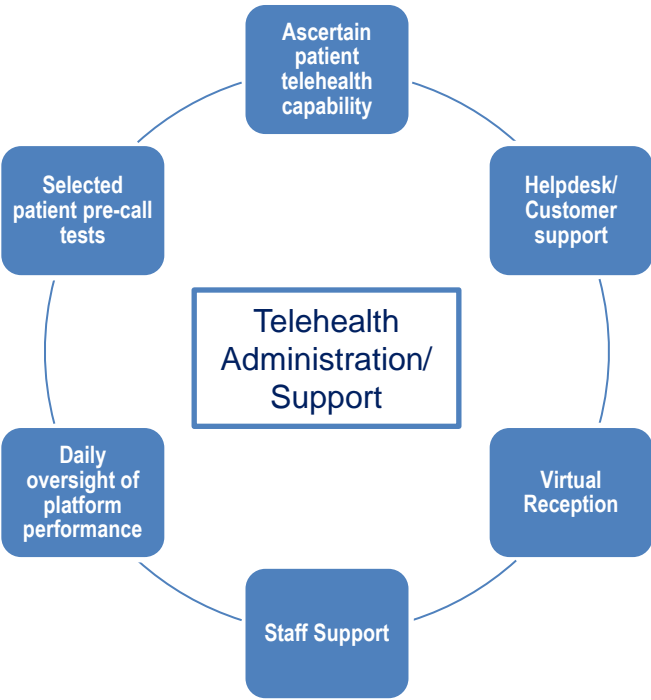 Ascertain
patient
telehealth
capability
Helpdesk/
Customer
support
Virtual
Reception
Staff Support
Daily
oversight of
platform
performance
Selected
patient pre-call
tests
Telehealth
Administration/
Support